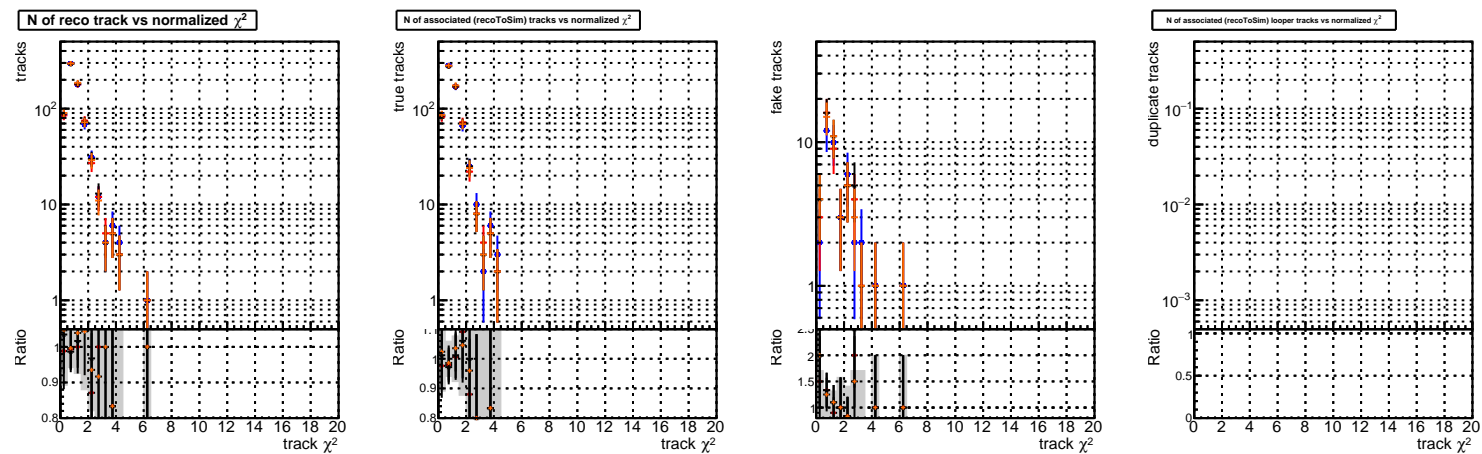 N of reco track vs normalized χ²
tracks
10²
10
1
Ratio
1
0.9
0.8
0 2 4 6 8 10 12 14 16 18 20
track χ²
N of associated (recoToSim) tracks vs normalized χ²
true tracks
10²
10
1
Ratio
1.1
1
0.9
0.8
0 2 4 6 8 10 12 14 16 18 20
track χ²
fake tracks
10
1
Ratio
2.5
2
1.5
1
0 2 4 6 8 10 12 14 16 18 20
track χ²
N of associated (recoToSim) looper tracks vs normalized χ²
duplicate tracks
10⁻¹
10⁻²
10⁻³
Ratio
1
0.5
0
0 2 4 6 8 10 12 14 16 18 20
track χ²